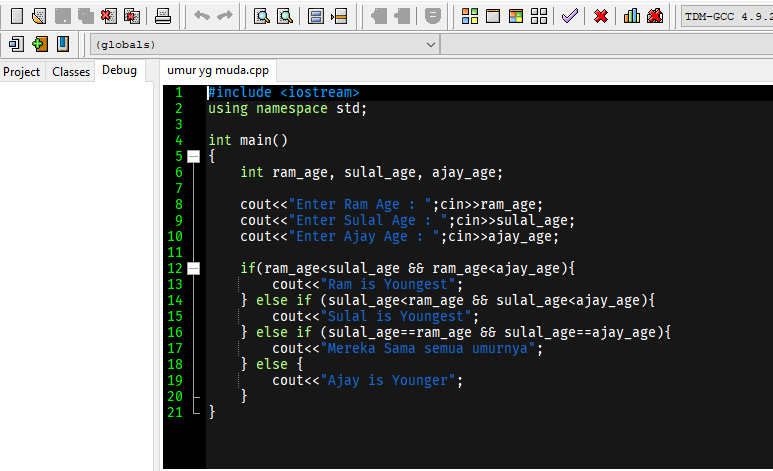 TDM-GCC 4.9.2
(globals)
Project Classes Debug
umur yg muda.cpp
1 #include <iostream>
2 using namespace std;
3
4 int main()
5 {
6 int ram_age, sulal_age, ajay_age;
7
8 cout<<"Enter Ram Age : ";cin>>ram_age;
9 cout<<"Enter Sulal Age : ";cin>>sulal_age;
10 cout<<"Enter Ajay Age : ";cin>>ajay_age;
11
12 if(ram_age<sulal_age && ram_age<ajay_age){
13 cout<<"Ram is Youngest";
14 } else if (sulal_age<ram_age && sulal_age<ajay_age){
15 cout<<"Sulal is Youngest";
16 } else if (sulal_age==ram_age && sulal_age==ajay_age){
17 cout<<"Mereka Sama semua umurnya";
18 } else {
19 cout<<"Ajay is Younger";
20 }
21 }